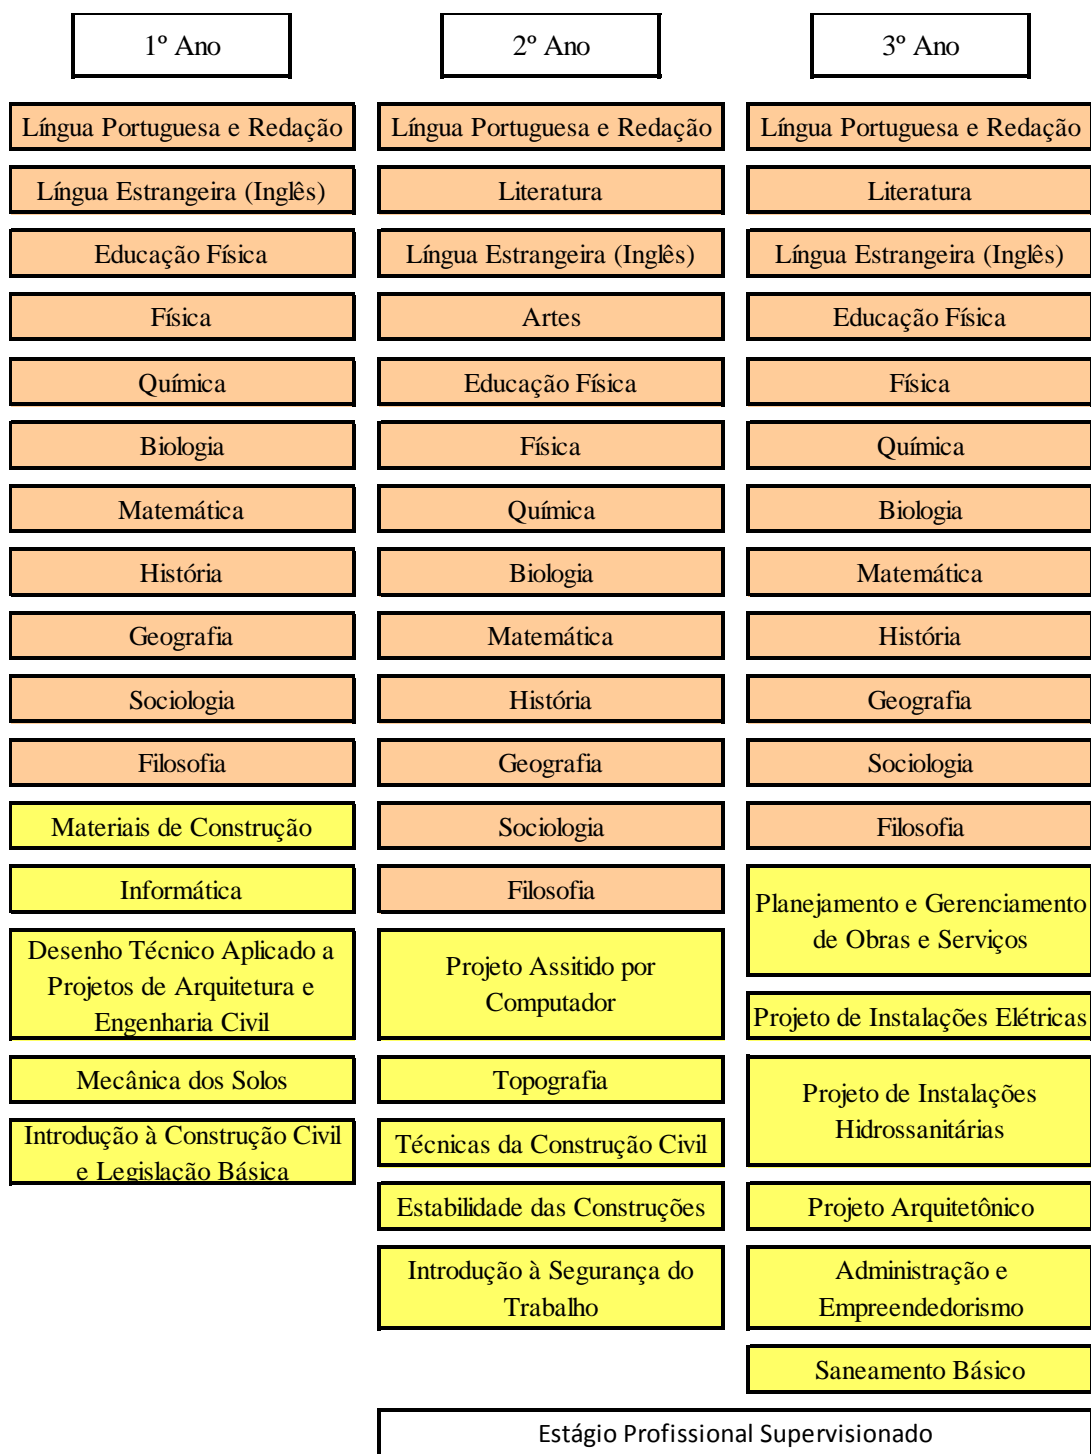 1º Ano
Língua Portuguesa e Redação
Língua Estrangeira (Inglês)
Educação Física
Física
Química
Biologia
Matemática
História
Geografia
Sociologia
Filosofia
Materiais de Construção
Informática
Desenho Técnico Aplicado a
Projetos de Arquitetura e
Engenharia Civil
Mecânica dos Solos
Introdução à Construção Civil
e Legislação Básica
2º Ano
Língua Portuguesa e Redação
Literatura
Língua Estrangeira (Inglês)
Artes
Educação Física
Física
Química
Biologia
Matemática
História
Geografia
Sociologia
Filosofia
Projeto Assitido por
Computador
Topografia
Técnicas da Construção Civil
Estabilidade das Construções
Introdução à Segurança do
Trabalho
3º Ano
Língua Portuguesa e Redação
Literatura
Língua Estrangeira (Inglês)
Educação Física
Física
Química
Biologia
Matemática
História
Geografia
Sociologia
Filosofia
Planejamento e Gerenciamento
de Obras e Serviços
Projeto de Instalações Elétricas
Projeto de Instalações
Hidrossanitárias
Projeto Arquitetônico
Administração e
Empreendedorismo
Saneamento Básico
Estágio Profissional Supervisionado